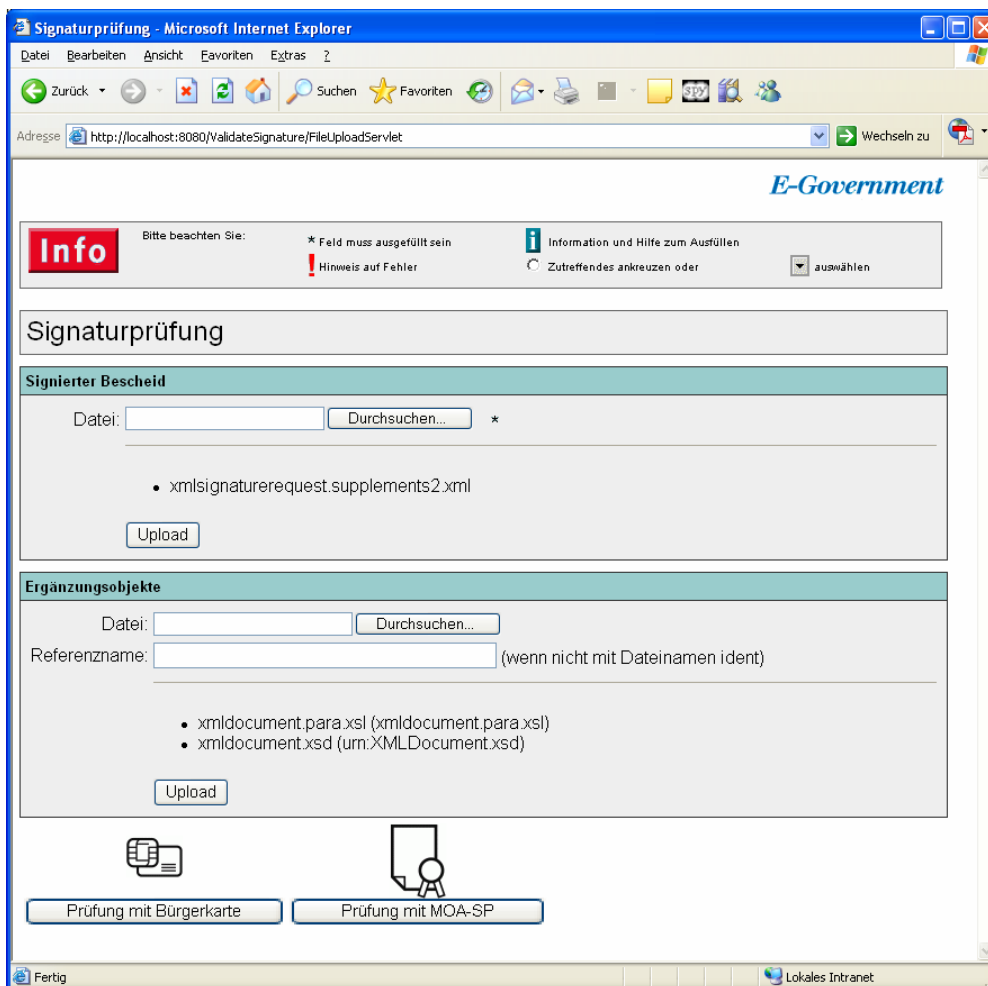 Signaturprüfung - Microsoft Internet Explorer
Datei Bearbeiten Ansicht Favoriten Extras ?
Zurück Suchen Favoriten SPY
Adresse http://localhost:8080/ValidateSignature/FileUploadServlet Wechseln zu
E-Government
Info Bitte beachten Sie: * Feld muss ausgefüllt sein i Information und Hilfe zum Ausfüllen
! Hinweis auf Fehler Zutreffendes ankreuzen oder auswählen
Signaturprüfung
Signierter Bescheid
Datei: Durchsuchen... *
• xmlsignaturerequest.supplements2.xml
Upload
Ergänzungsobjekte
Datei: Durchsuchen...
Referenzname: (wenn nicht mit Dateinamen ident)
• xmldocument.para.xsl (xmldocument.para.xsl)
• xmldocument.xsd (urn:XMLDocument.xsd)
Upload
Prüfung mit Bürgerkarte Prüfung mit MOA-SP
Fertig Lokales Intranet